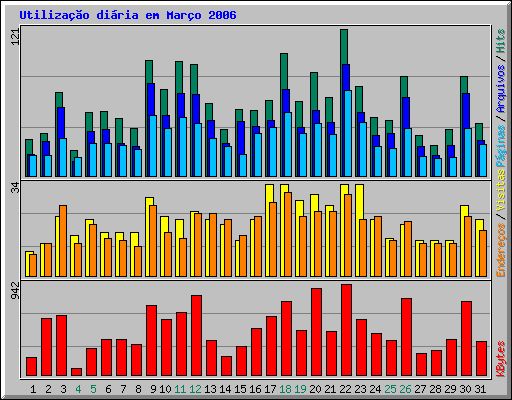 Utilização diária em Março 2006
121
34
942
Hits / Arquivos / Páginas
visitas / Endereços
KBytes
1 2 3 4 5 6 7 8 9 10 11 12 13 14 15 16 17 18 19 20 21 22 23 24 25 26 27 28 29 30 31